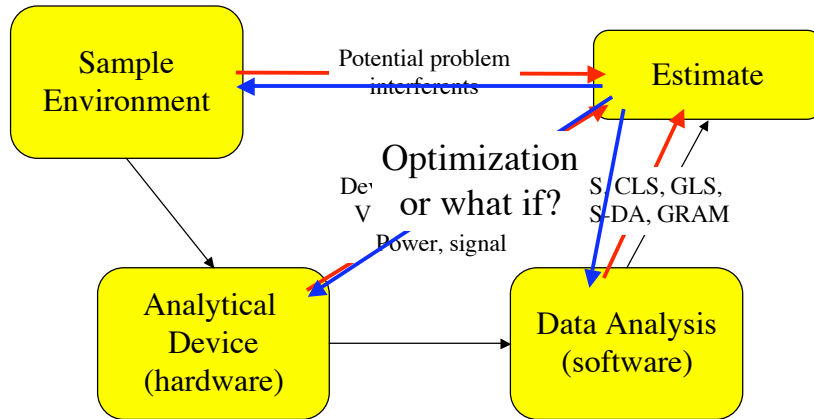 Sample
Environment
Potential problem
interferents
Estimate
Optimization
or what if?
S, CLS, GLS,
S-DA, GRAM
V
Power, signal
Analytical
Device
(hardware)
Data Analysis
(software)